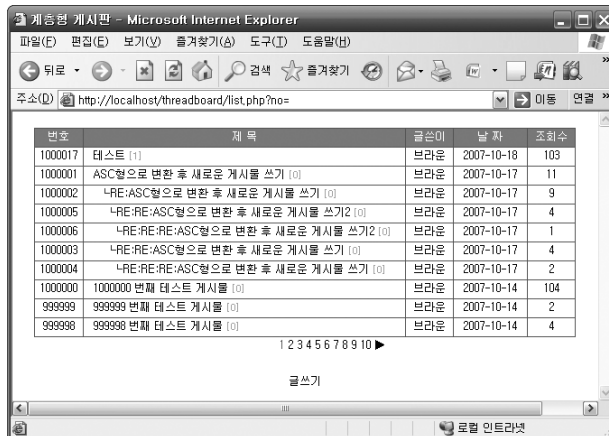 계층형 게시판 - Microsoft Internet Explorer
파일(F) 편집(E) 보기(V) 즐겨찾기(A) 도구(T) 도움말(H)
뒤로 검색 즐겨찾기
주소(D) http://localhost/threadboard/list.php?no= 이동 연결 »
번호 제 목 글쓴이 날 짜 조회수
1000017 테스트 [1] 브라운 2007-10-18 103
1000001 ASC형으로 변환 후 새로운 게시물 쓰기 [0] 브라운 2007-10-17 11
1000002 └RE:ASC형으로 변환 후 새로운 게시물 쓰기 [0] 브라운 2007-10-17 9
1000005 └RE:RE:ASC형으로 변환 후 새로운 게시물 쓰기2 [0] 브라운 2007-10-17 4
1000006 └RE:RE:RE:ASC형으로 변환 후 새로운 게시물 쓰기2 [0] 브라운 2007-10-17 1
1000003 └RE:RE:ASC형으로 변환 후 새로운 게시물 쓰기 [0] 브라운 2007-10-17 4
1000004 └RE:RE:RE:ASC형으로 변환 후 새로운 게시물 쓰기 [0] 브라운 2007-10-17 2
1000000 1000000 번째 테스트 게시물 [0] 브라운 2007-10-14 104
999999 999999 번째 테스트 게시물 [0] 브라운 2007-10-14 2
999998 999998 번째 테스트 게시물 [0] 브라운 2007-10-14 4
1 2 3 4 5 6 7 8 9 10 ▶
글쓰기
로컬 인트라넷